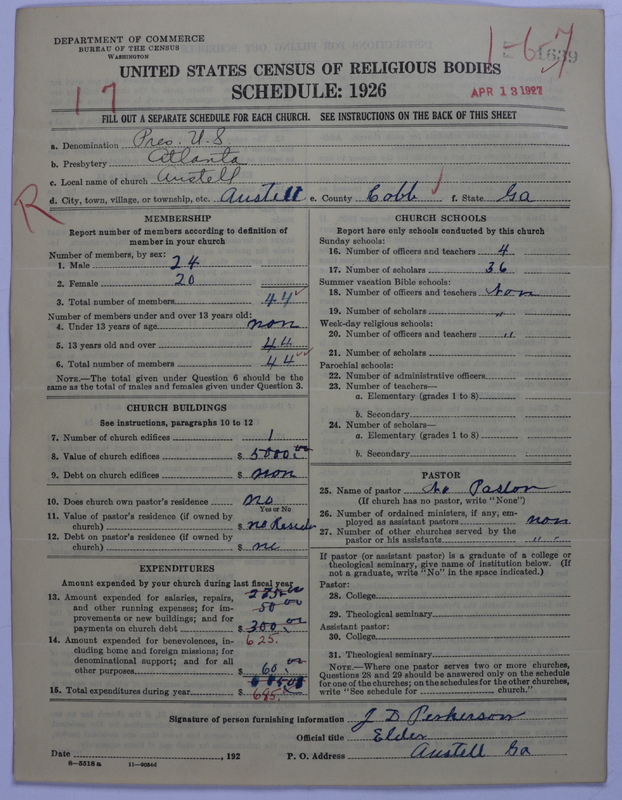 DEPARTMENT OF COMMERCE
BUREAU OF THE CENSUS
WASHINGTON
1-6-7
1639
UNITED STATES CENSUS OF RELIGIOUS BODIES
SCHEDULE: 1926
17
APR 13 1927
FILL OUT A SEPARATE SCHEDULE FOR EACH CHURCH. SEE INSTRUCTIONS ON THE BACK OF THIS SHEET
a. Denomination Pres. U.S
b. Presbytery Atlanta
c. Local name of church Austell
d. City, town, village, or township, etc. Austell e. County Cobb f. State Ga
R
MEMBERSHIP
Report number of members according to definition of
member in your church
Number of members, by sex:
1. Male 24
2. Female 20
3. Total number of members 44
Number of members under and over 13 years old:
4. Under 13 years of age non
5. 13 years old and over 44
6. Total number of members 44
NOTE.—The total given under Question 6 should be the
same as the total of males and females given under Question 3.
CHURCH BUILDINGS
See instructions, paragraphs 10 to 12
7. Number of church edifices 1
8. Value of church edifices $ 5000.00
9. Debt on church edifices $ non
10. Does church own pastor's residence no
Yes or No
11. Value of pastor's residence (if owned by
church) $ no Reside
12. Debt on pastor's residence (if owned by
church) $ no
EXPENDITURES
Amount expended by your church during last fiscal year
13. Amount expended for salaries, repairs,
and other running expenses; for im-
provements or new buildings; and for
payments on church debt $ 300.00
50 00
14. Amount expended for benevolences, in-
cluding home and foreign missions; for
denominational support; and for all
other purposes $ 60.00
625.
15. Total expenditures during year $ 685.
CHURCH SCHOOLS
Report here only schools conducted by this church
Sunday schools:
16. Number of officers and teachers 4
17. Number of scholars 36
Summer vacation Bible schools:
18. Number of officers and teachers Non
19. Number of scholars "
Week-day religious schools:
20. Number of officers and teachers "
21. Number of scholars
Parochial schools:
22. Number of administrative officers
23. Number of teachers—
a. Elementary (grades 1 to 8)
b. Secondary
24. Number of scholars—
a. Elementary (grades 1 to 8)
b. Secondary
PASTOR
25. Name of pastor No Pastor
(If church has no pastor, write "None")
26. Number of ordained ministers, if any, em-
ployed as assistant pastors non
27. Number of other churches served by the
pastor or his assistants " "
If pastor (or assistant pastor) is a graduate of a college or
theological seminary, give name of institution below. (If
not a graduate, write "No" in the space indicated.)
Pastor:
28. College
29. Theological seminary
Assistant pastor:
30. College
31. Theological seminary
NOTE.—Where one pastor serves two or more churches,
Questions 28 and 29 should be answered only on the schedule
for one of the churches; on the schedules for the other churches,
write "See schedule for church."
Signature of person furnishing information J D Perkerson
Official title Elder
Date , 192 P. O. Address Austell Ga
8-5518 a 11-9054d